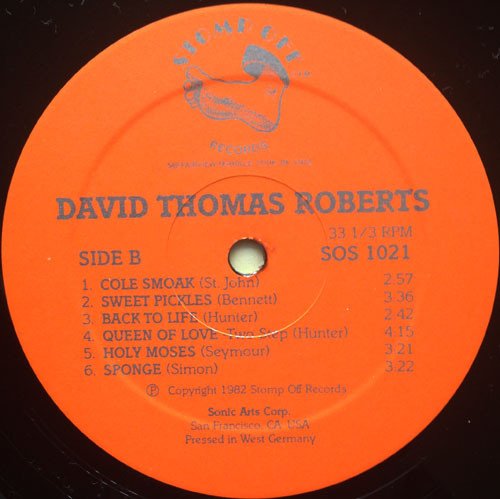 STOMP OFF
RECORDS
DAVID THOMAS ROBERTS
33 1/3 RPM
SIDE B SOS 1021
1. COLE SMOAK (St. John) 2:57
2. SWEET PICKLES (Bennett) 3:36
3. BACK TO LIFE (Hunter) 2:42
4. QUEEN OF LOVE-Two Step (Hunter) 4:15
5. HOLY MOSES (Seymour) 3:21
6. SPONGE (Simon) 3:22
Ⓟ Copyright 1982 Stomp Off Records
Sonic Arts Corp.
San Francisco, CA. USA
Pressed in West Germany